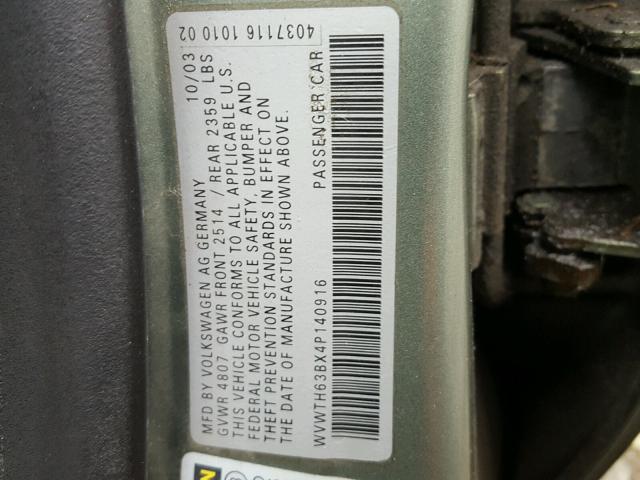 MFD BY VOLKSWAGEN AG GERMANY 10/03
GVWR 4807 GAWR FRONT 2514 / REAR 2359 LBS
THIS VEHICLE CONFORMS TO ALL APPLICABLE U.S.
FEDERAL MOTOR VEHICLE SAFETY, BUMPER AND
THEFT PREVENTION STANDARDS IN EFFECT ON
THE DATE OF MANUFACTURE SHOWN ABOVE.
WVWTH63BX4P140916 PASSENGER CAR
4037116 1010 02